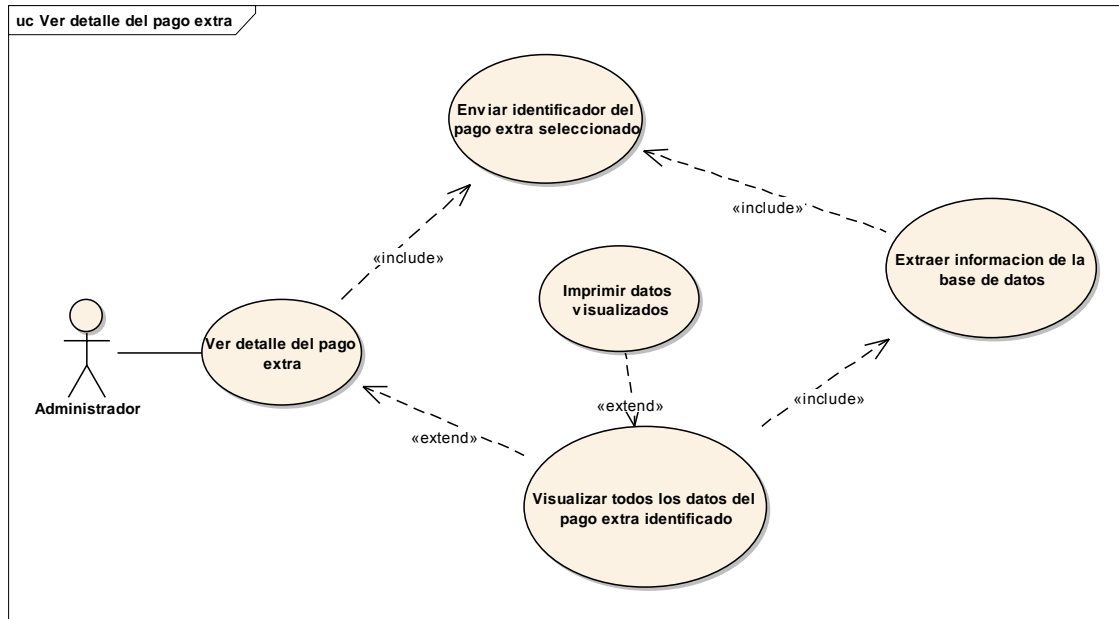 uc Ver detalle del pago extra
Enviar identificador del
pago extra seleccionado
«include»
«include»
Extraer informacion de la
base de datos
Imprimir datos
visualizados
Ver detalle del pago
extra
Administrador
«extend»
«include»
«extend»
Visualizar todos los datos del
pago extra identificado